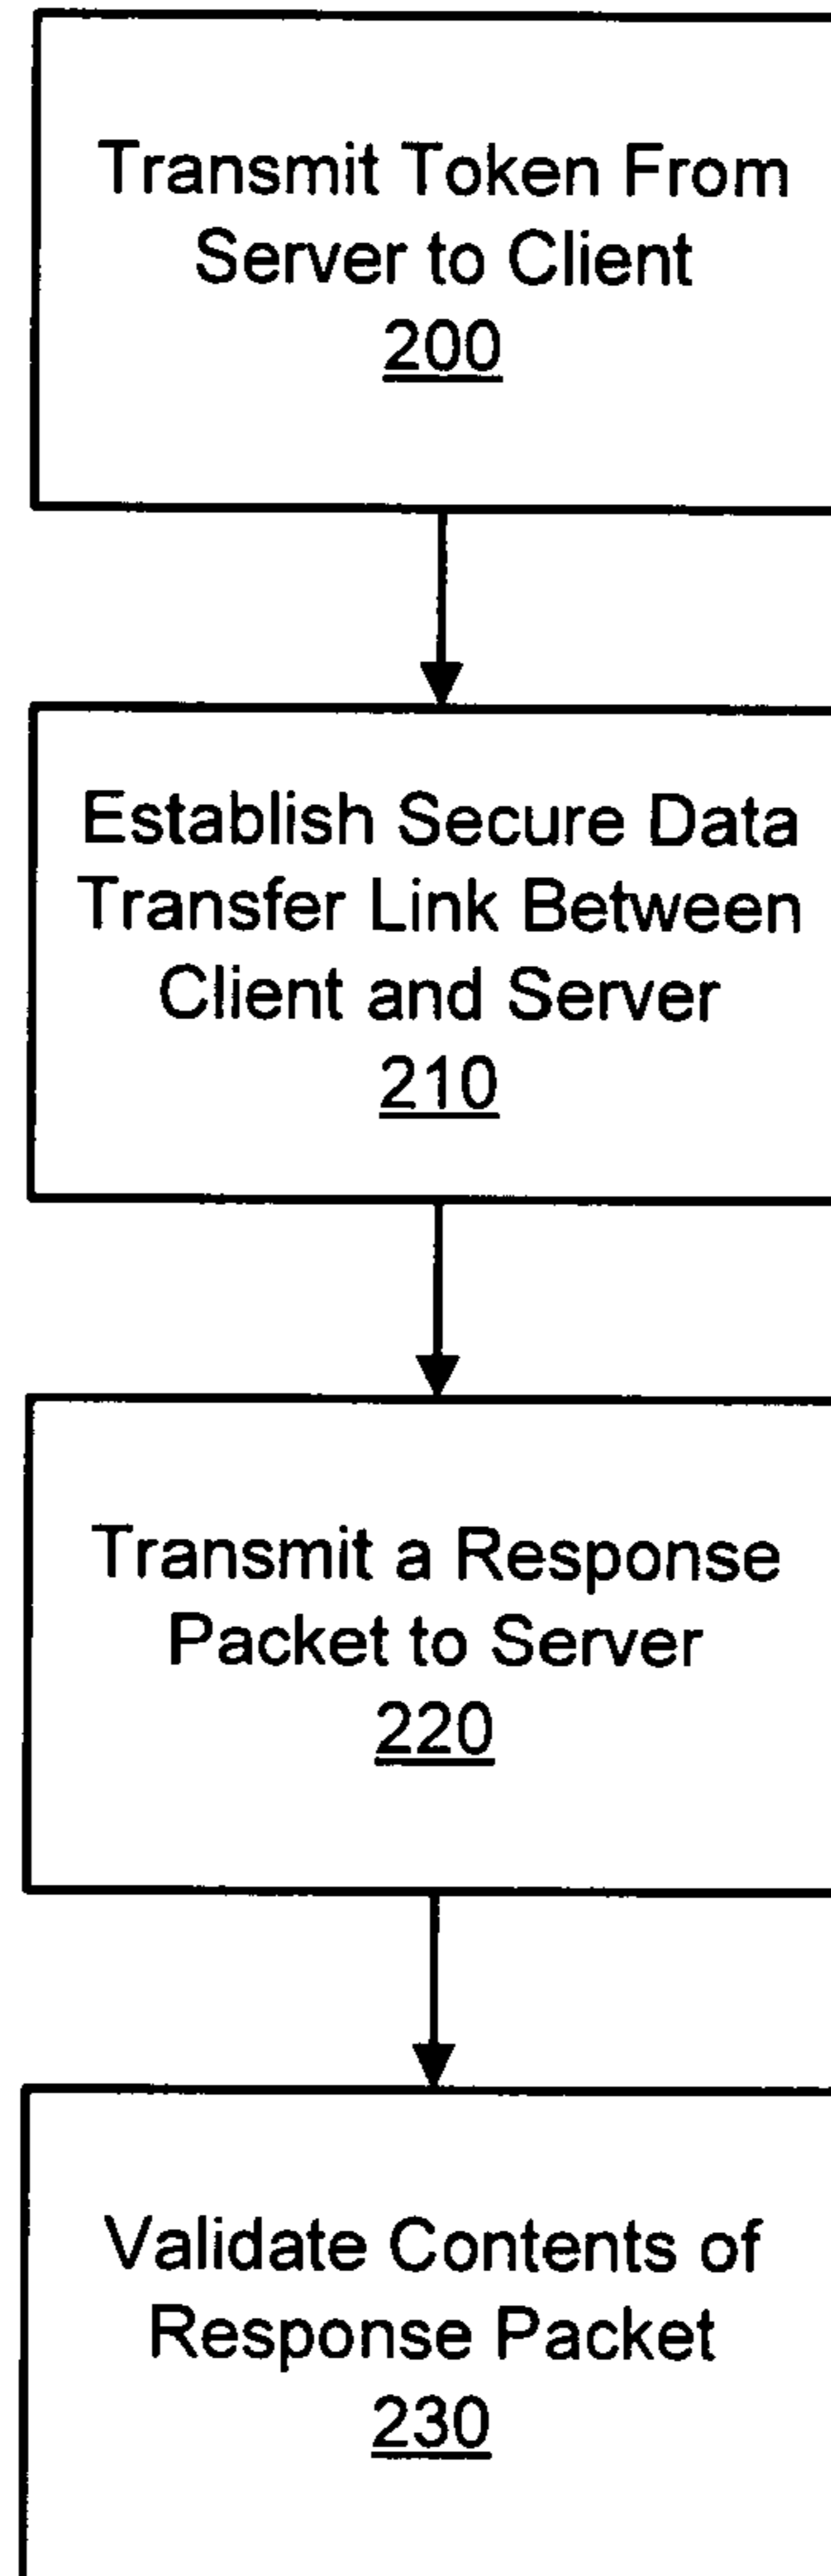 Transmit Token From
Server to Client
200
Establish Secure Data
Transfer Link Between
Client and Server
210
Transmit a Response
Packet to Server
220
Validate Contents of
Response Packet
230